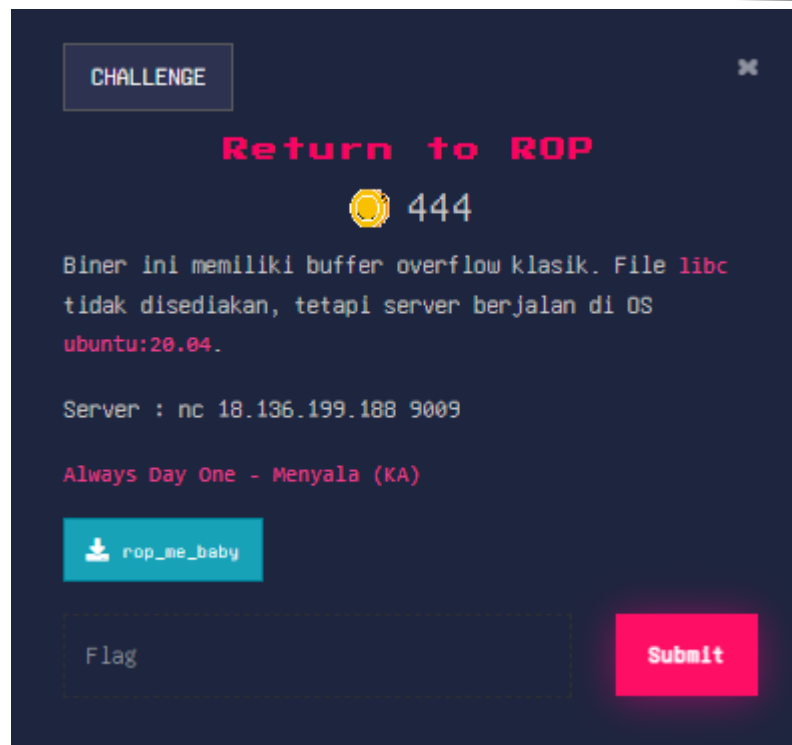 CHALLENGE
Return to ROP
444
Biner ini memiliki buffer overflow klasik. File libc
tidak disediakan, tetapi server berjalan di OS
ubuntu:20.04.
Server : nc 18.136.199.188 9009
Always Day One - Menyala (KA)
rop_me_baby
Flag
Submit